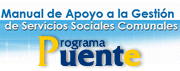 Manual de Apoyo a la Gestión
de Servicios Sociales Comunales
Programa
Puente